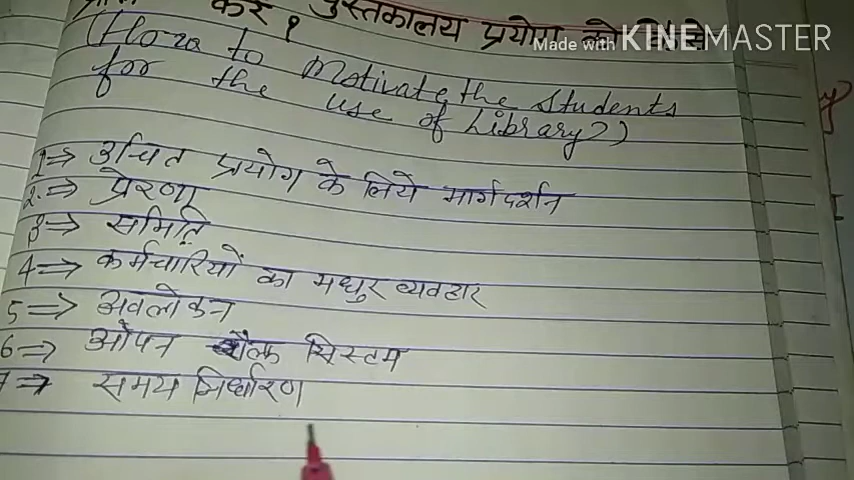 करे ? पुस्तकालय प्रयोग को
Made with KINEMASTER
(How to Motivate the Students
for the use of Library?)
1⇒ उचित प्रयोग के लिये मार्गदर्शन
2⇒ प्रेरणा
3⇒ समिति
4⇒ कर्मचारियों का मधुर व्यवहार
5⇒ अवलोकन
6⇒ ओपन शैल्फ सिस्टम
7⇒ समय निर्धारण